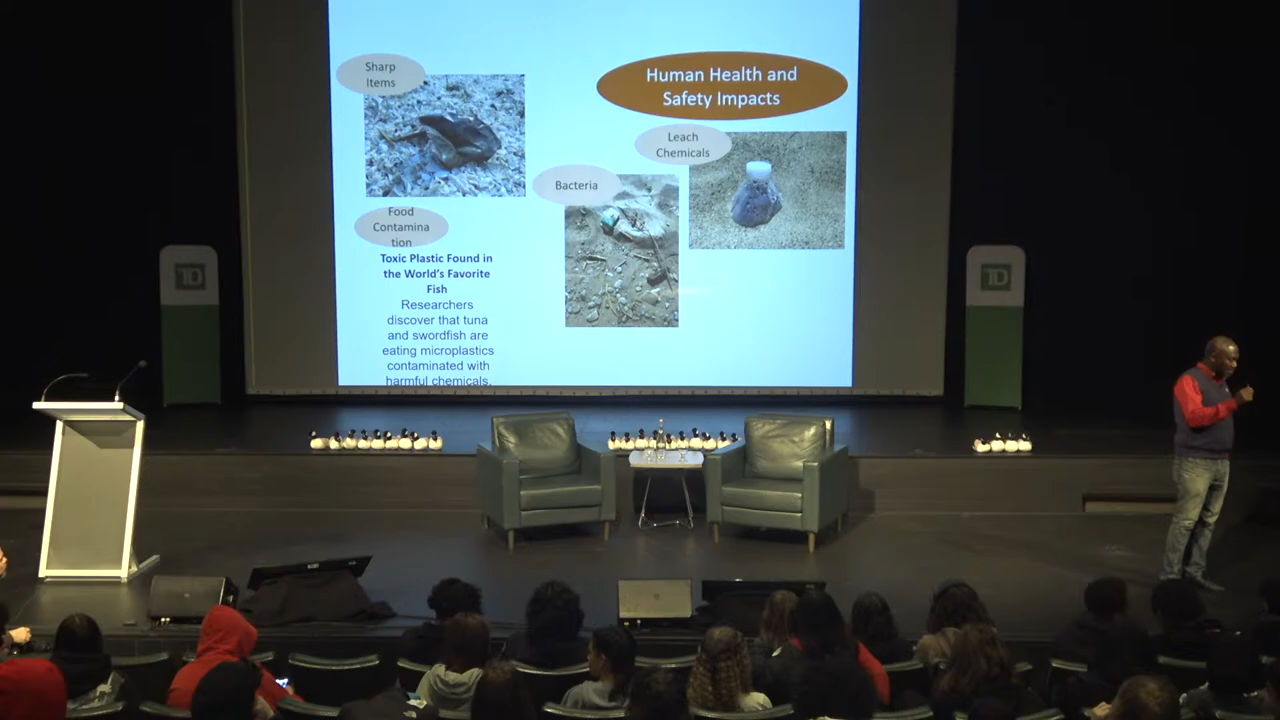 Sharp
Items
Human Health and
Safety Impacts
Leach
Chemicals
Bacteria
Food
Contamina
tion
Toxic Plastic Found in
the World's Favorite
Fish
Researchers
discover that tuna
and swordfish are
eating microplastics
contaminated with
harmful chemicals.
TD
TD